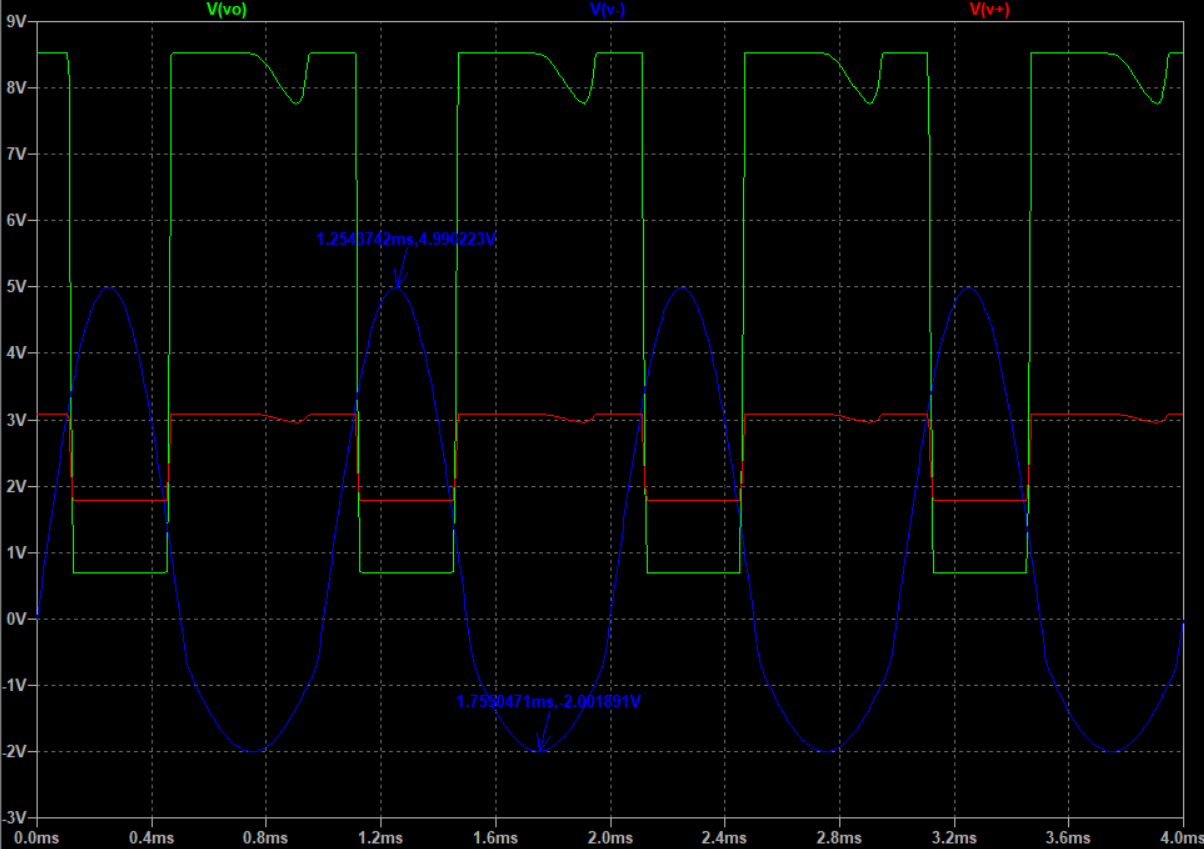 V(vo) V(v-) V(v+)
9V
8V
7V
6V
1.2543742ms,4.990223V
5V
4V
3V
2V
1V
0V
-1V
1.7550471ms,-2.001891V
-2V
-3V
0.0ms 0.4ms 0.8ms 1.2ms 1.6ms 2.0ms 2.4ms 2.8ms 3.2ms 3.6ms 4.0ms